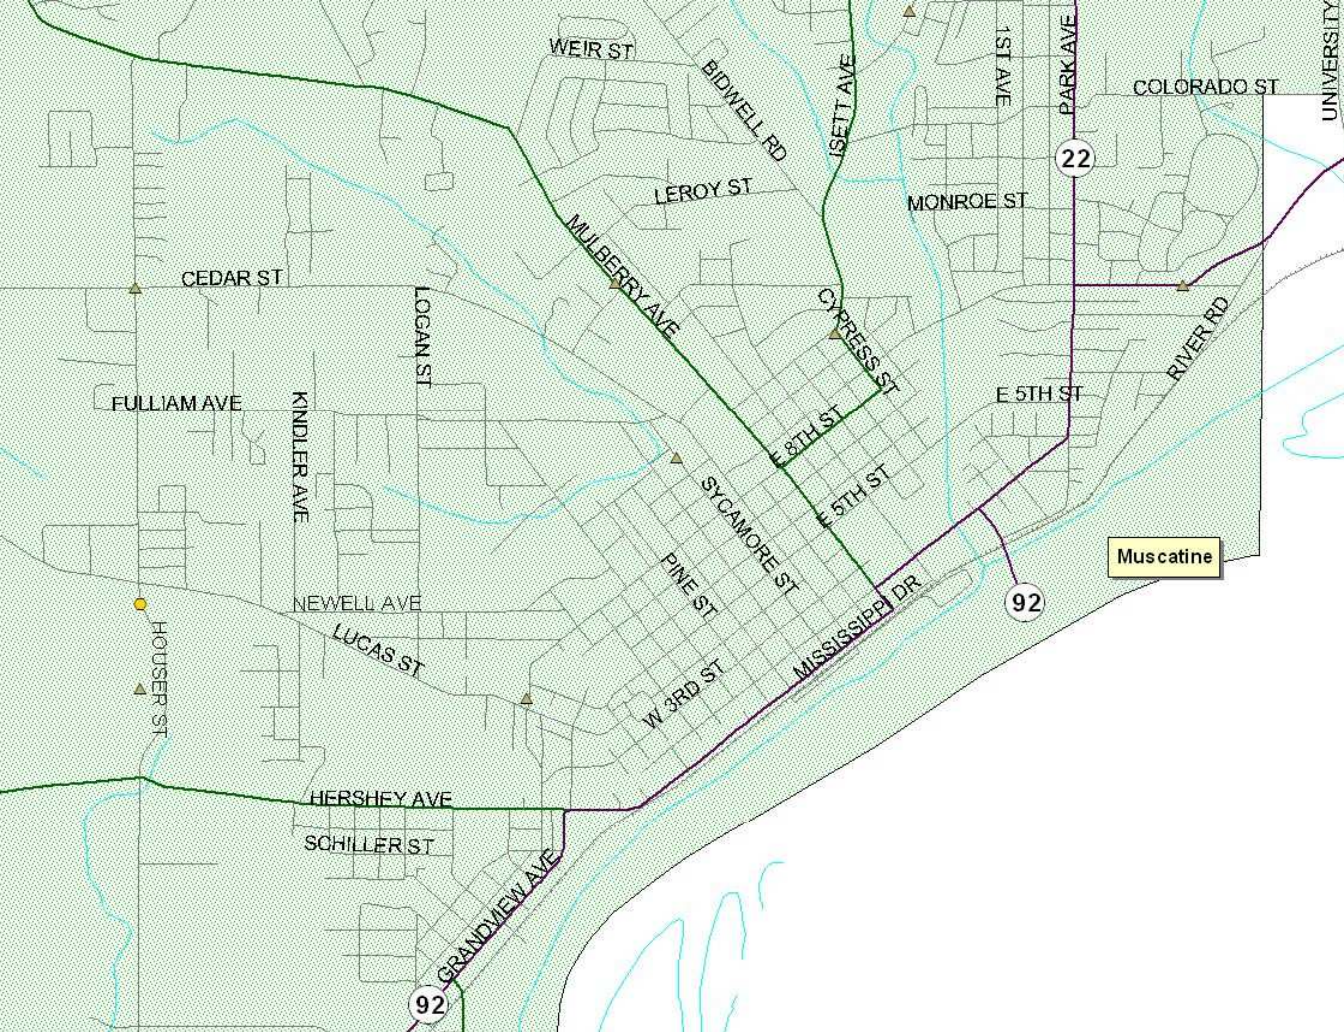 WEIR ST
BIDWELL RD
ISETT AVE
1ST AVE
PARK AVE
COLORADO ST
UNIVERSITY
22
LEROY ST
MONROE ST
MULBERRY AVE
CEDAR ST
LOGAN ST
CYPRESS ST
RIVER RD
FULLIAM AVE
KINDLER AVE
E 5TH ST
E 8TH ST
E 5TH ST
SYCAMORE ST
PINE ST
Muscatine
92
NEWELL AVE
LUCAS ST
HOUSER ST
MISSISSIPPI DR
W 3RD ST
HERSHEY AVE
SCHILLER ST
GRANDVIEW AVE
92